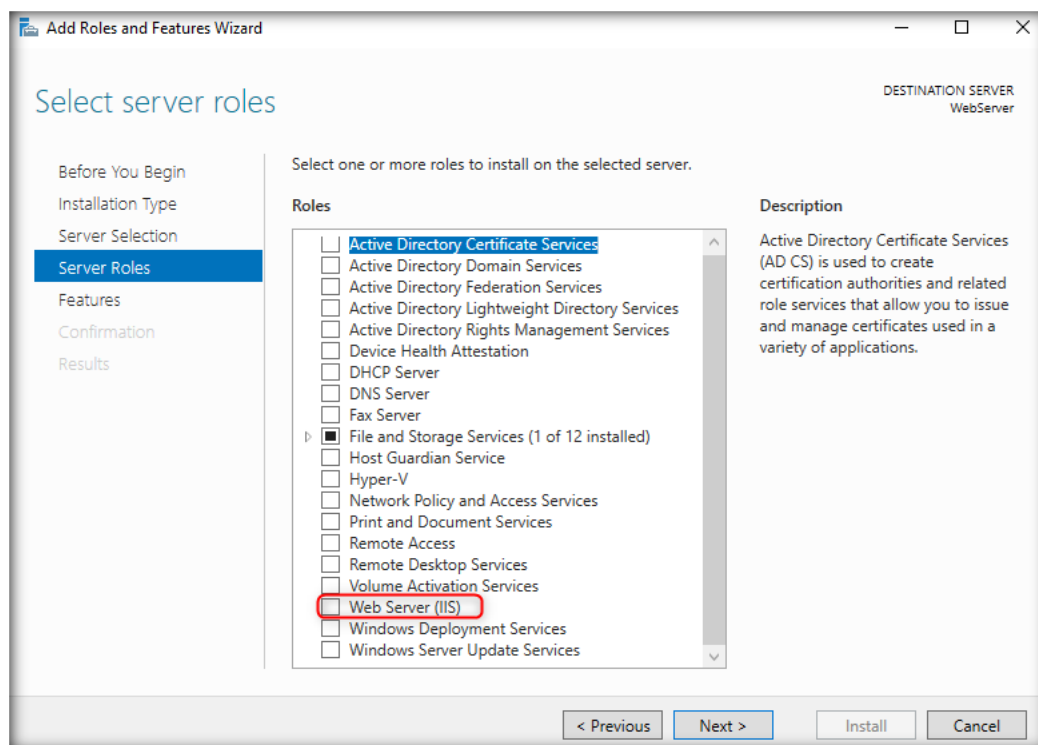 Add Roles and Features Wizard
Select server roles
DESTINATION SERVER
WebServer
Before You Begin
Installation Type
Server Selection
Server Roles
Features
Confirmation
Results
Select one or more roles to install on the selected server.
Roles
Active Directory Certificate Services
Active Directory Domain Services
Active Directory Federation Services
Active Directory Lightweight Directory Services
Active Directory Rights Management Services
Device Health Attestation
DHCP Server
DNS Server
Fax Server
File and Storage Services (1 of 12 installed)
Host Guardian Service
Hyper-V
Network Policy and Access Services
Print and Document Services
Remote Access
Remote Desktop Services
Volume Activation Services
Web Server (IIS)
Windows Deployment Services
Windows Server Update Services
Description
Active Directory Certificate Services
(AD CS) is used to create
certification authorities and related
role services that allow you to issue
and manage certificates used in a
variety of applications.
< Previous
Next >
Install
Cancel